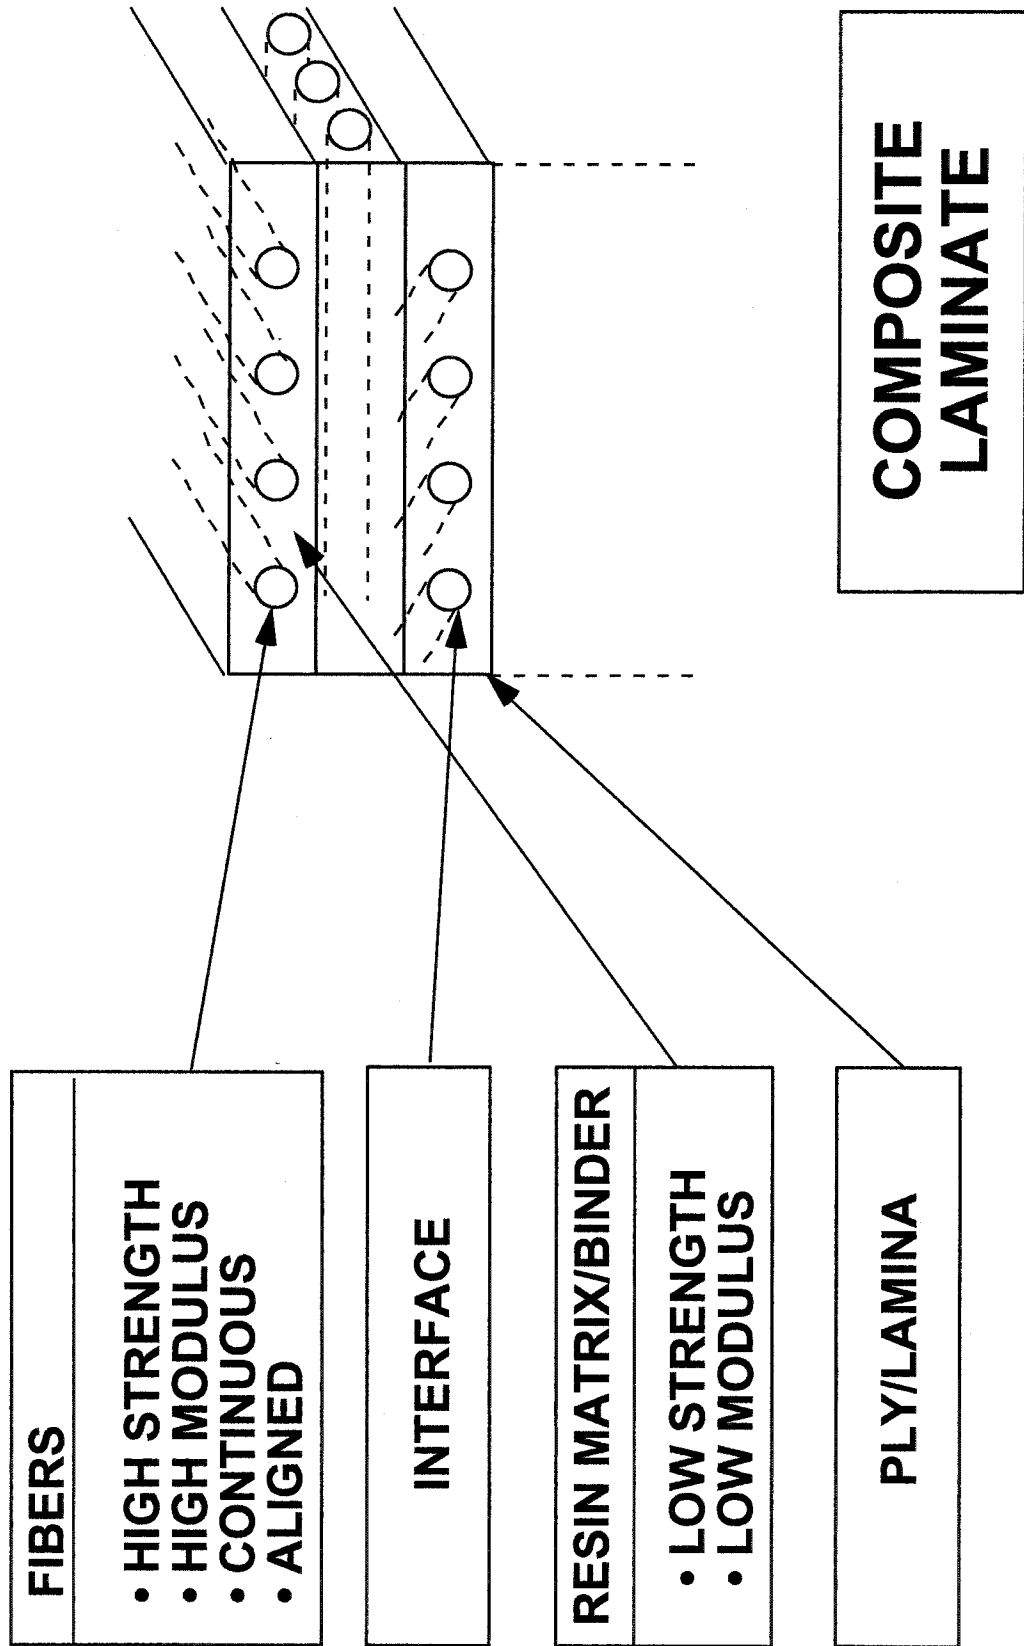 FIBERS
• HIGH STRENGTH
• HIGH MODULUS
• CONTINUOUS
• ALIGNED
INTERFACE
RESIN MATRIX/BINDER
• LOW STRENGTH
• LOW MODULUS
PLY/LAMINA
COMPOSITE
LAMINATE